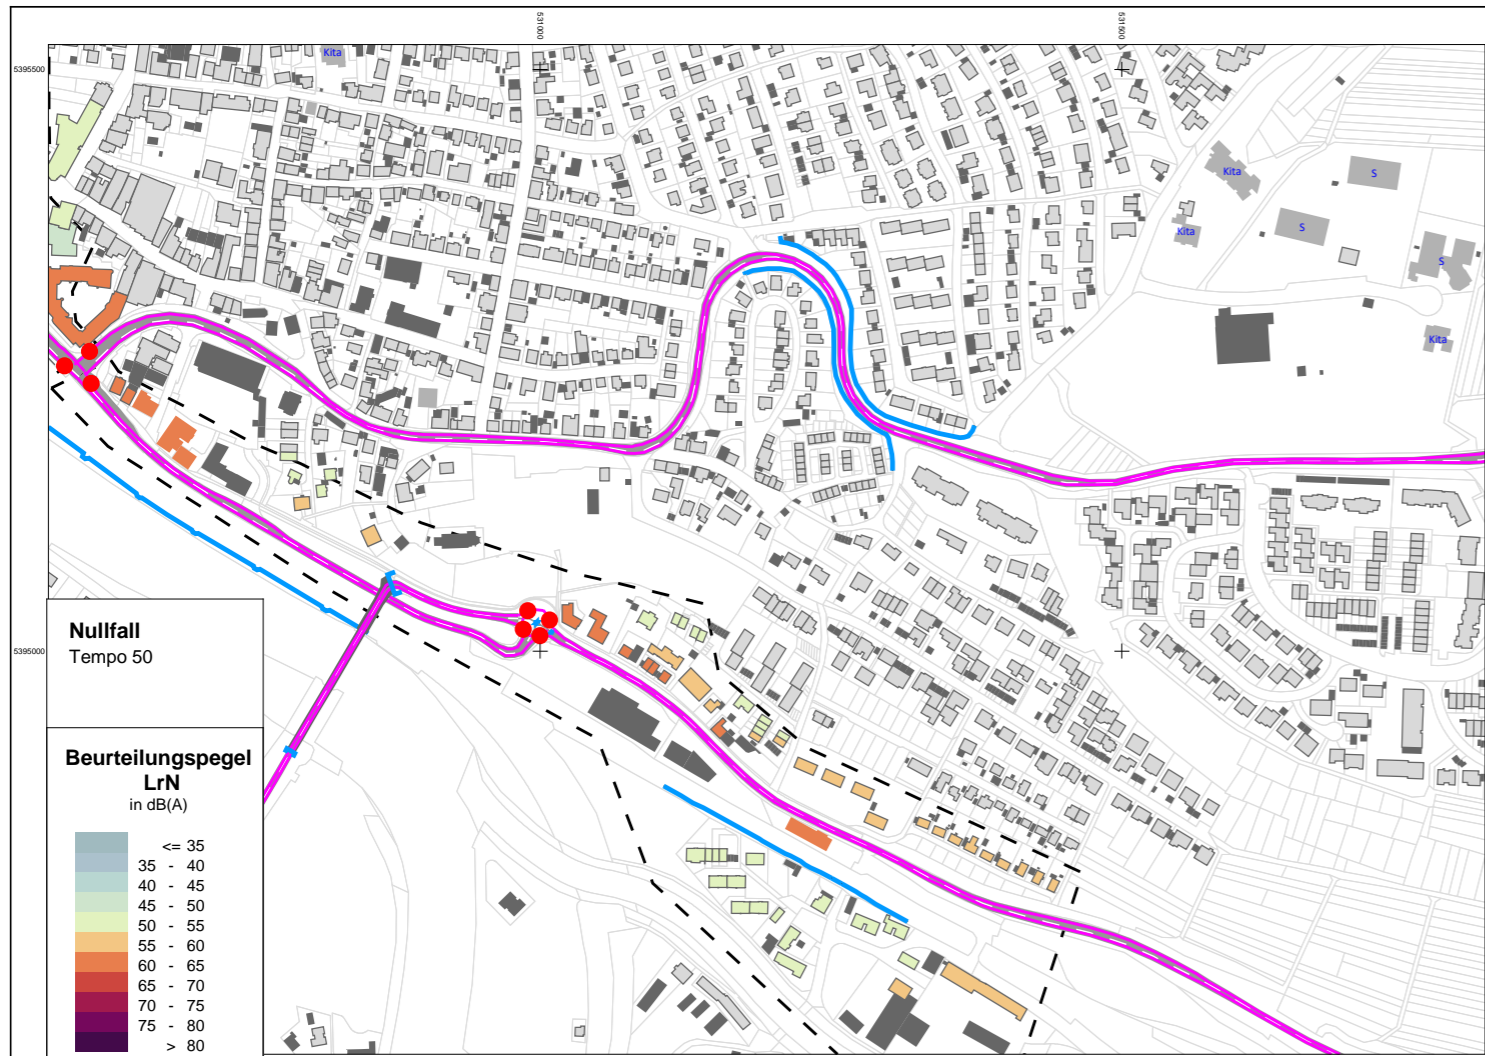 531000
531500
5395500
Kita
Kita
S
Kita
S
S
Kita
5395000
Nullfall
Tempo 50
Beurteilungspegel
LrN
in dB(A)
<= 35
35 - 40
40 - 45
45 - 50
50 - 55
55 - 60
60 - 65
65 - 70
70 - 75
75 - 80
> 80